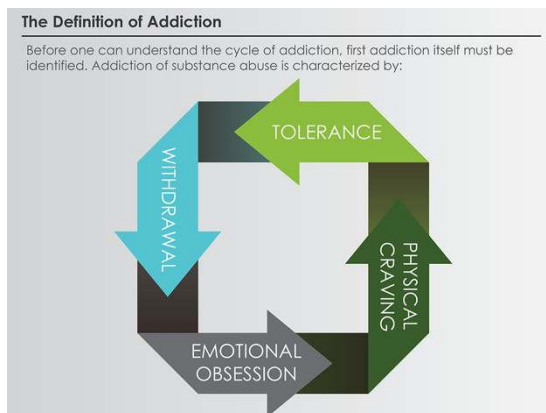 The Definition of Addiction
Before one can understand the cycle of addiction, first addiction itself must be
identified. Addiction of substance abuse is characterized by:
TOLERANCE
WITHDRAWAL
PHYSICAL
CRAVING
EMOTIONAL
OBSESSION